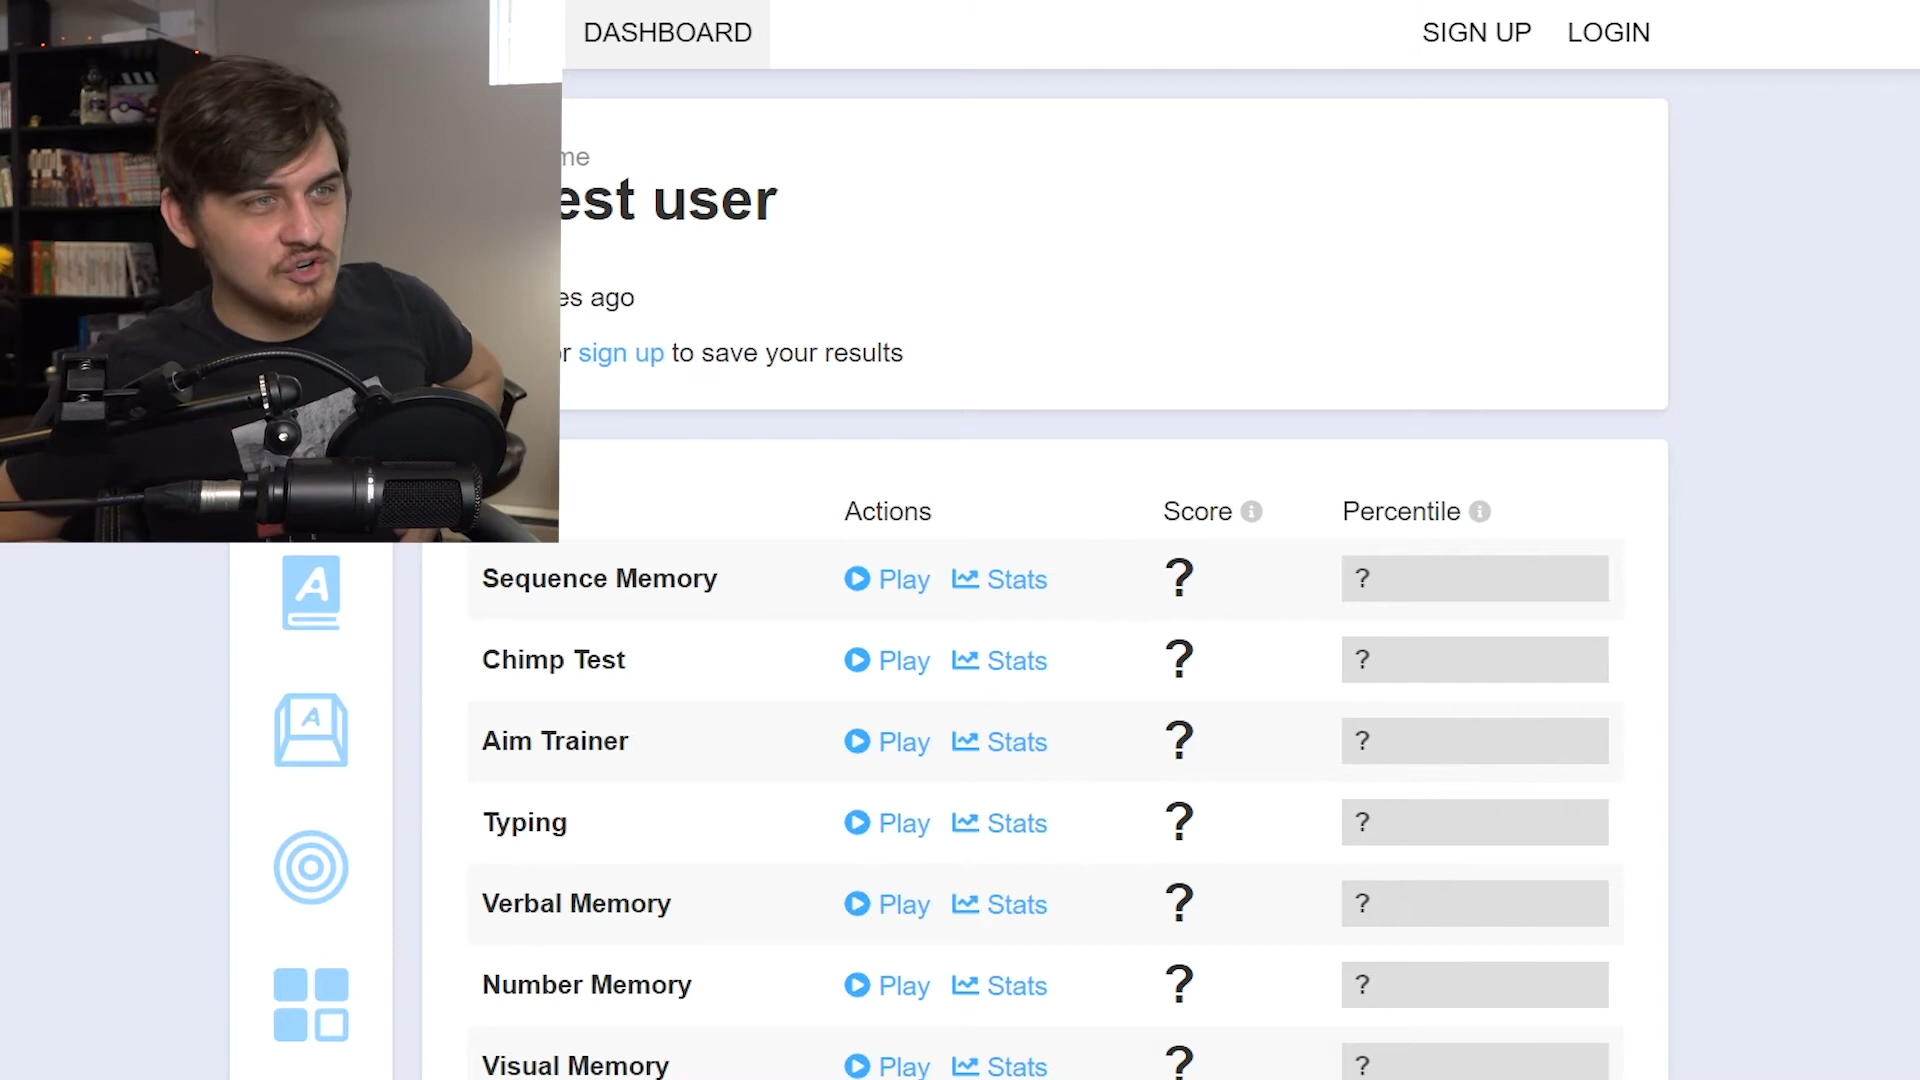 DASHBOARD SIGN UP LOGIN
me
est user
es ago
or sign up to save your results
Actions Score Percentile
Sequence Memory Play Stats ? ?
Chimp Test Play Stats ? ?
Aim Trainer Play Stats ? ?
Typing Play Stats ? ?
Verbal Memory Play Stats ? ?
Number Memory Play Stats ? ?
Visual Memory Play Stats ? ?
A
A